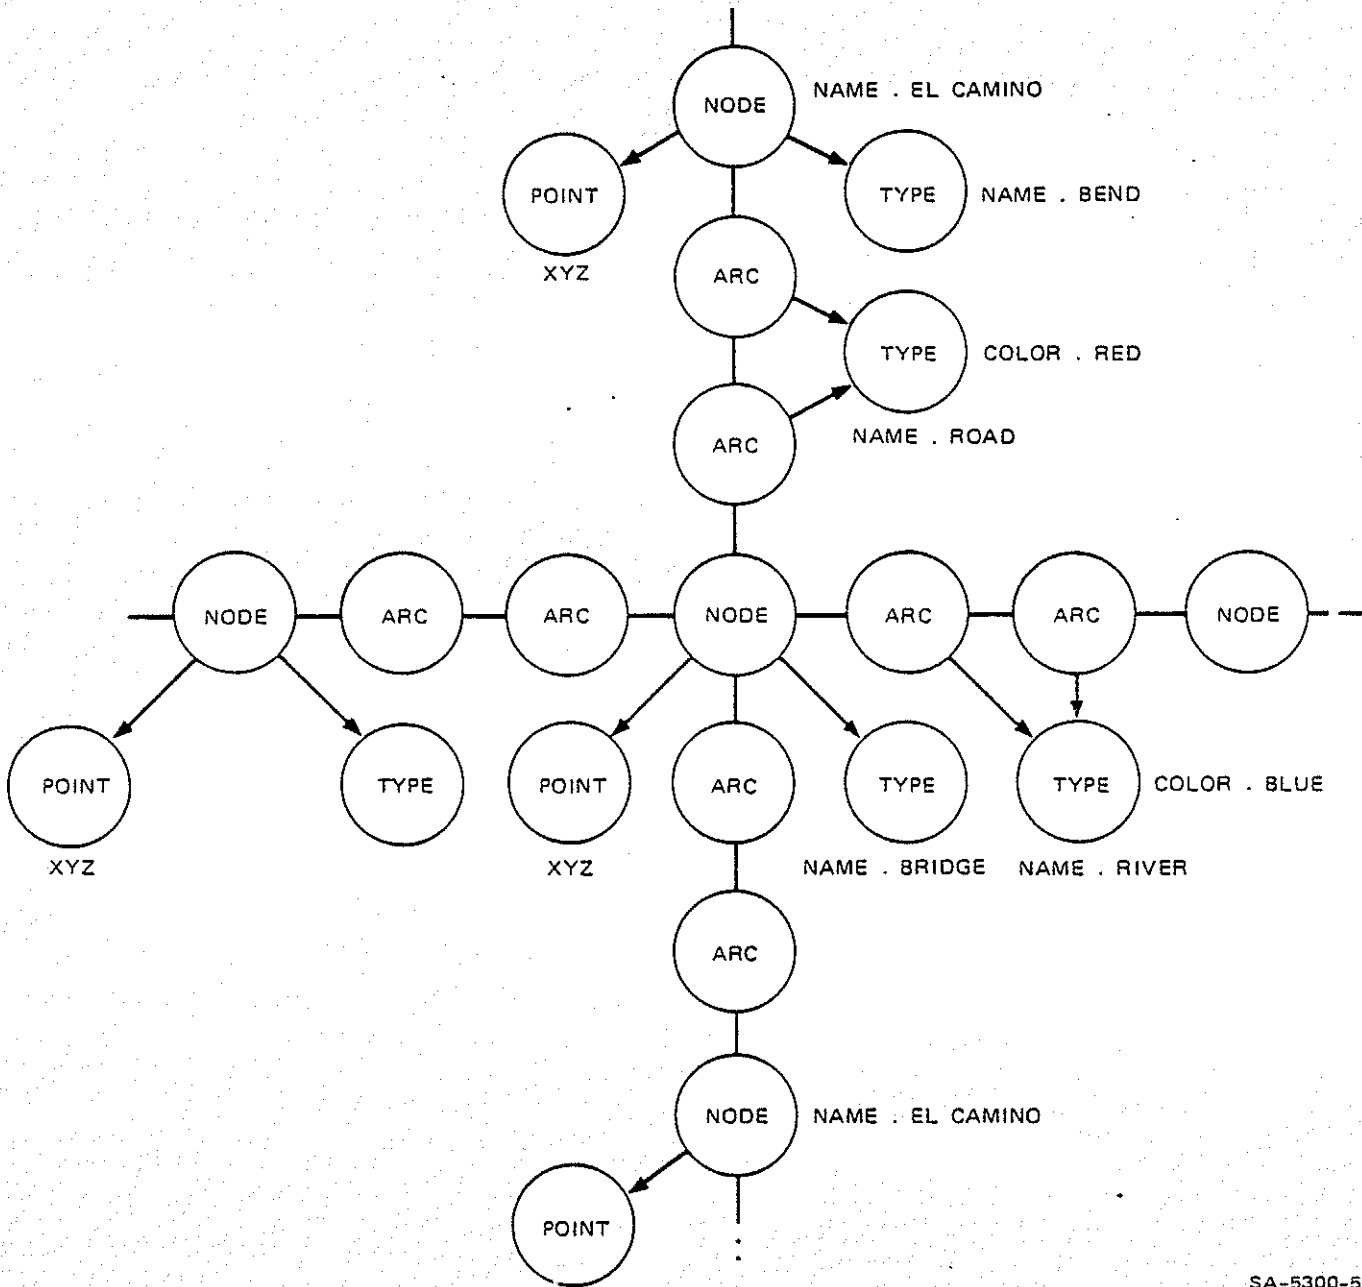 NODE NAME . EL CAMINO
POINT TYPE NAME . BEND
XYZ ARC
TYPE COLOR . RED
ARC NAME . ROAD
NODE ARC ARC NODE ARC ARC NODE
POINT TYPE POINT ARC TYPE TYPE COLOR . BLUE
XYZ XYZ NAME . BRIDGE NAME . RIVER
ARC
NODE NAME . EL CAMINO
POINT
SA-5300-5